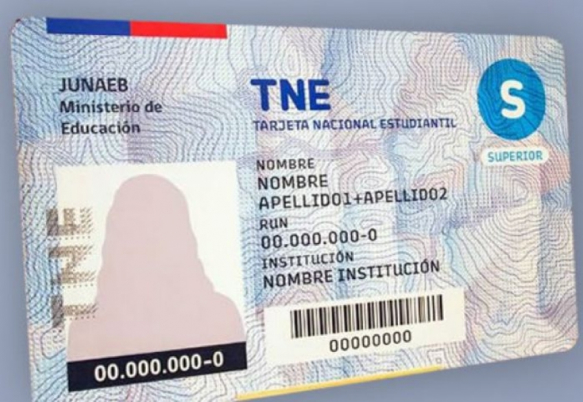 JUNAEB
Ministerio de
Educación
TNE
TARJETA NACIONAL ESTUDIANTIL
S
SUPERIOR
NOMBRE
NOMBRE
APELLIDO1+APELLIDO2
RUN
00.000.000-0
INSTITUCIÓN
NOMBRE INSTITUCIÓN
00000000
TNE
00.000.000-0